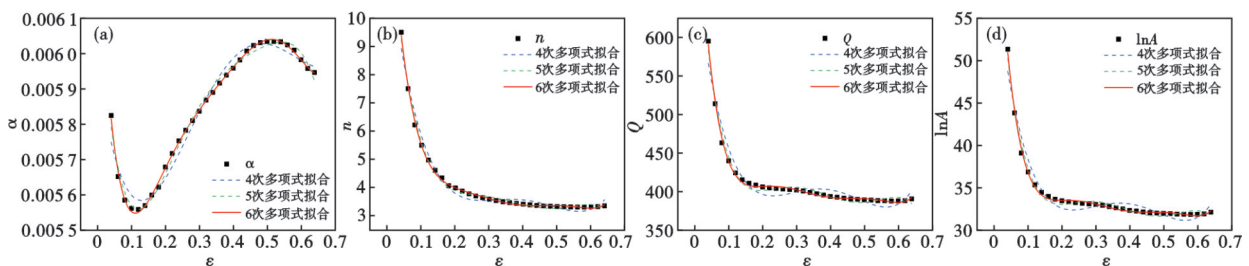 (a)
0.006 1
0.006 0
0.005 9
0.005 8
0.005 7
0.005 6
0.005 5
α
α
4次多项式拟合
5次多项式拟合
6次多项式拟合
0 0.1 0.2 0.3 0.4 0.5 0.6 0.7
ε
(b)
10
9
8
7
6
5
4
3
n
n
4次多项式拟合
5次多项式拟合
6次多项式拟合
0 0.1 0.2 0.3 0.4 0.5 0.6 0.7
ε
(c)
600
550
500
450
400
350
Q
Q
4次多项式拟合
5次多项式拟合
6次多项式拟合
0 0.1 0.2 0.3 0.4 0.5 0.6 0.7
ε
(d)
55
50
45
40
35
30
lnA
lnA
4次多项式拟合
5次多项式拟合
6次多项式拟合
0 0.1 0.2 0.3 0.4 0.5 0.6 0.7
ε